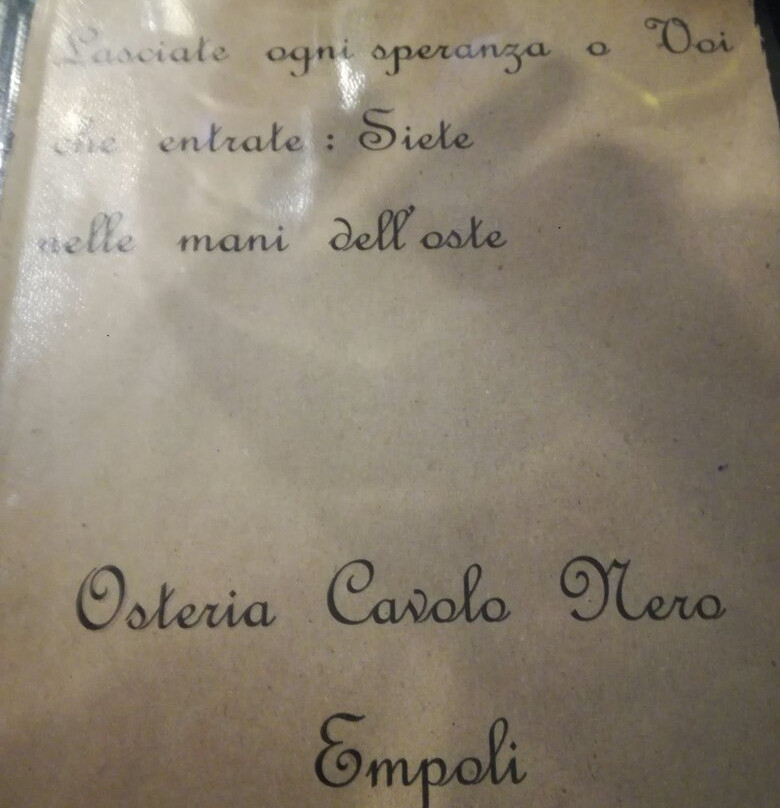 Lasciate ogni speranza o Voi
che entrate : Siete
nelle mani dell'oste
Osteria Cavolo Nero
Empoli